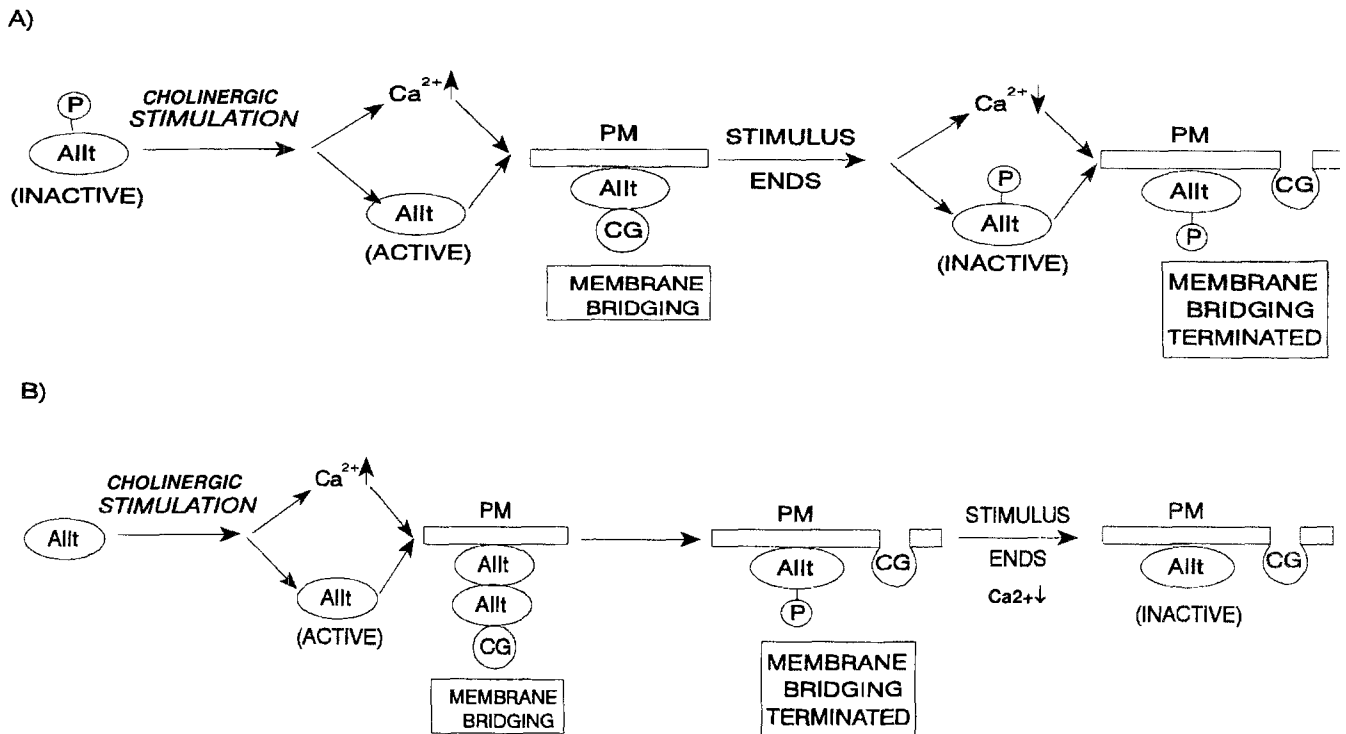 A)
P
AIIt
(INACTIVE)
CHOLINERGIC
STIMULATION
Ca2+
AIIt
(ACTIVE)
PM
AIIt
CG
MEMBRANE
BRIDGING
STIMULUS
ENDS
Ca2+
P
AIIt
(INACTIVE)
PM
AIIt
P
CG
MEMBRANE
BRIDGING
TERMINATED
B)
AIIt
CHOLINERGIC
STIMULATION
Ca2+
AIIt
(ACTIVE)
PM
AIIt
AIIt
CG
MEMBRANE
BRIDGING
PM
AIIt
P
CG
MEMBRANE
BRIDGING
TERMINATED
STIMULUS
ENDS
Ca2+↓
PM
AIIt
CG
(INACTIVE)